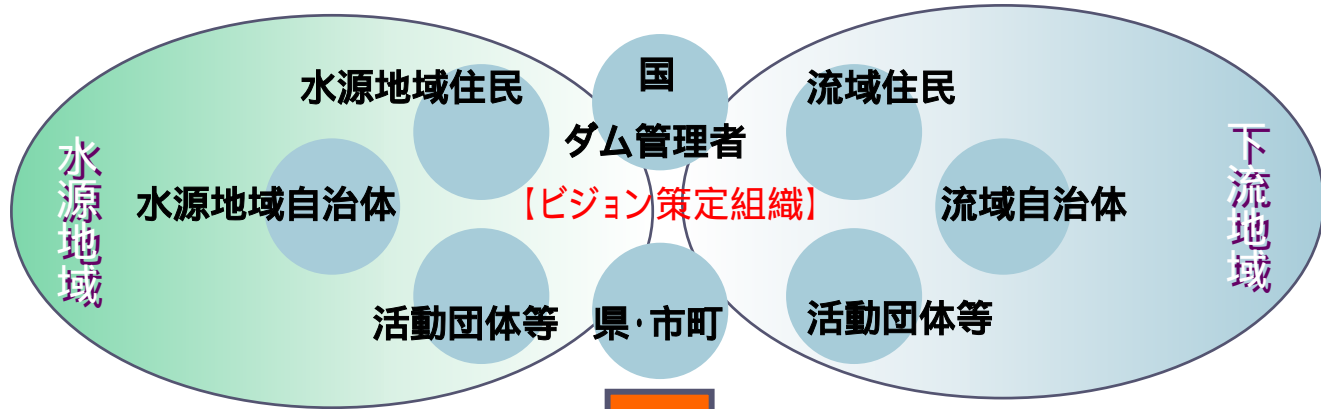 水源地域
水源地域住民
水源地域自治体
活動団体等
国
ダム管理者
【ビジョン策定組織】
県・市町
流域住民
流域自治体
活動団体等
下流地域